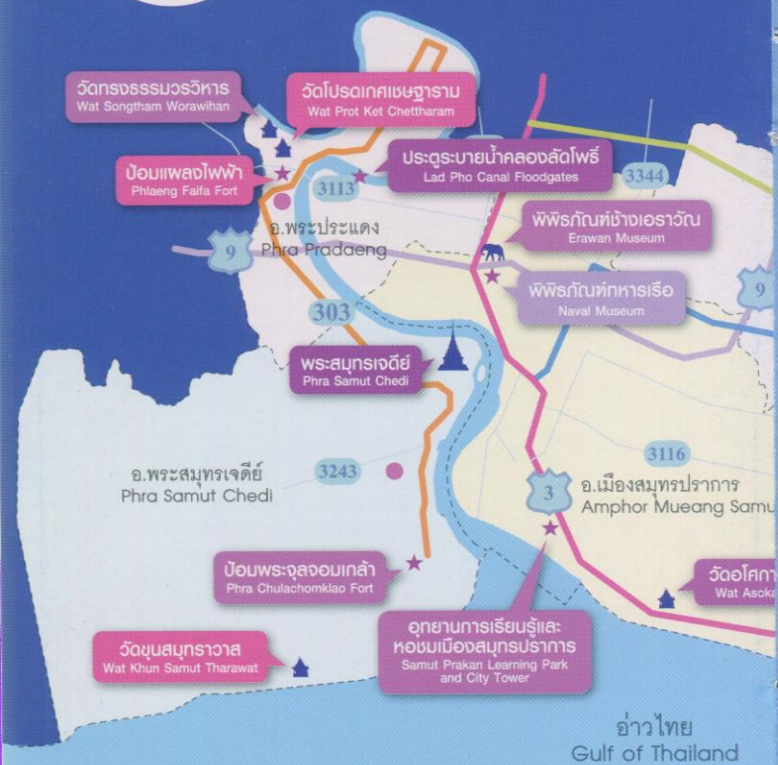 วัดทรงธรรมวรวิหาร
Wat Songtham Worawihan
วัดโปรดเกศเชษฐาราม
Wat Prot Ket Chettharam
ป้อมแผลงไฟฟ้า
Phlaeng Faifa Fort
ประตูระบายน้ำคลองลัดโพธิ์
Lad Pho Canal Floodgates
3113
3344
อ.พระประแดง
Phra Pradaeng
9
พิพิธภัณฑ์ช้างเอราวัณ
Erawan Museum
พิพิธภัณฑ์ทหารเรือ
Naval Museum
9
303
พระสมุทรเจดีย์
Phra Samut Chedi
อ.พระสมุทรเจดีย์
Phra Samut Chedi
3243
3116
3
อ.เมืองสมุทรปราการ
Amphor Mueang Samu
ป้อมพระจุลจอมเกล้า
Phra Chulachomklao Fort
วัดอโศกา
Wat Asoka
อุทยานการเรียนรู้และ
หอชมเมืองสมุทรปราการ
Samut Prakan Learning Park
and City Tower
วัดขุนสมุทราวาส
Wat Khun Samut Tharawat
อ่าวไทย
Gulf of Thailand